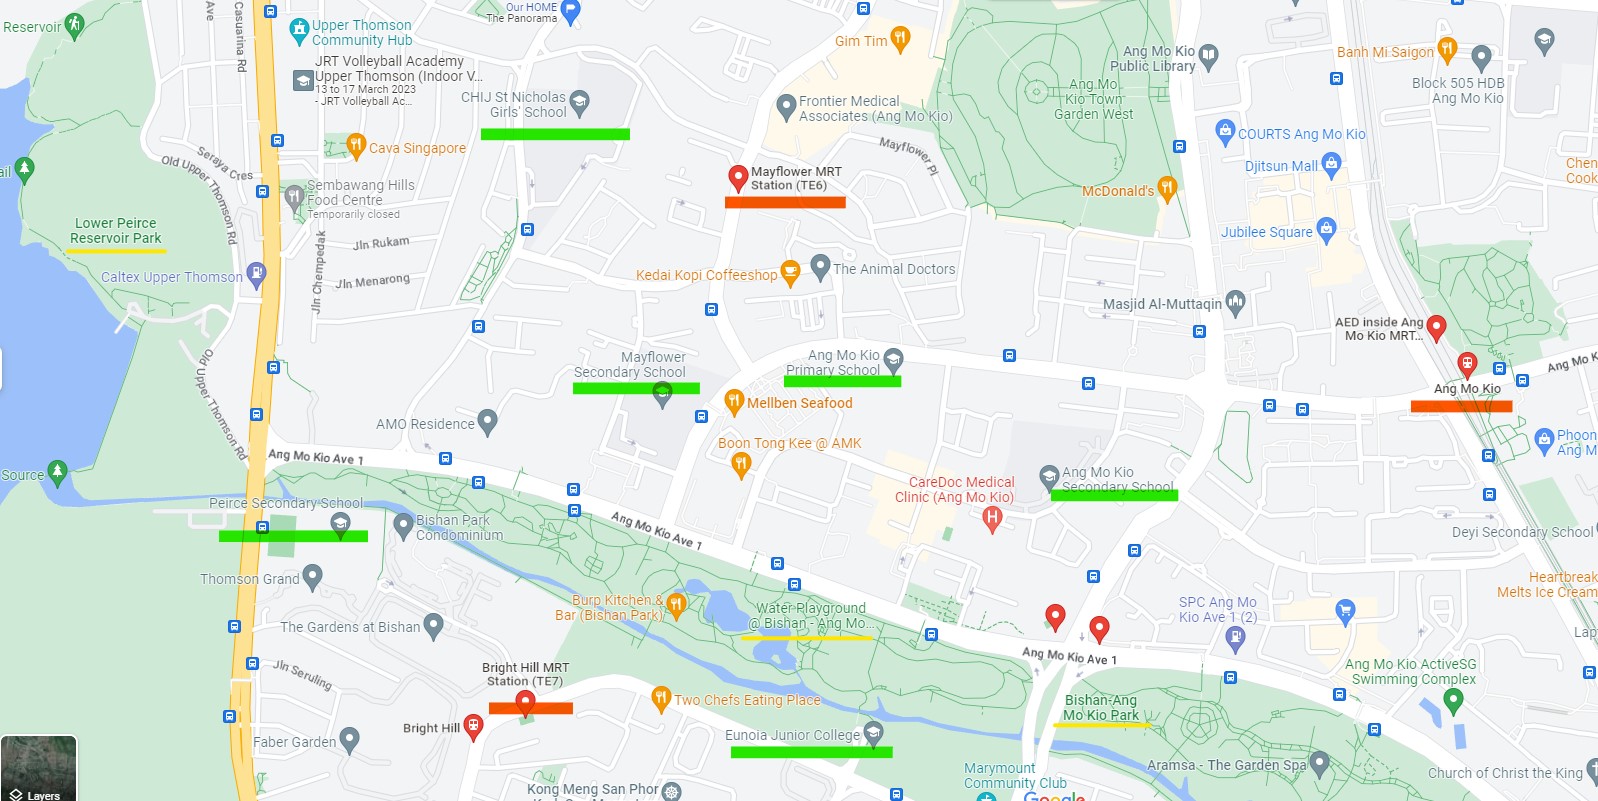 Our HOME
The Panorama
Reservoir
Casuarina Rd
Ave
Upper Thomson
Community Hub
JRT Volleyball Academy
Upper Thomson (Indoor V...
13 to 17 March 2023
- JRT Volleyball Ac...
CHIJ St Nicholas
Girls' School
Gim Tim
Frontier Medical
Associates (Ang Mo Kio)
Ang Mo
Kio Town
Garden West
Ang Mo Kio
Public Library
Banh Mi Saigon
Block 505 HDB
Ang Mo Kio
COURTS Ang Mo Kio
Djitsun Mall
Chen
Cook
Cava Singapore
Seraya Cres
Old Upper Thomson Rd
Mayflower Pl
Mayflower MRT
Station (TE6)
McDonald's
Sembawang Hills
Food Centre
Temporarily closed
ail
Lower Peirce
Reservoir Park
Jln Rukam
Jubilee Square
Caltex Upper Thomson
Jln Chempedak
Jln Menarong
Kedai Kopi Coffeeshop
The Animal Doctors
Masjid Al-Muttaqin
AED inside Ang
Mo Kio MRT...
Upper Thomson Rd
P/O
Mayflower
Secondary School
Ang Mo Kio
Primary School
Ang Mo K
Ang Mo Kio
Mellben Seafood
AMO Residence
Boon Tong Kee @ AMK
Phoon
Ang M
Ang Mo Kio Ave 1
Source
CareDoc Medical
Clinic (Ang Mo Kio)
Ang Mo Kio
Secondary School
Peirce Secondary School
Bishan Park
Condominium
Ang Mo Kio Ave 1
Deyi Secondary School
Thomson Grand
Burp Kitchen &
Bar (Bishan Park)
Water Playground
@ Bishan - Ang Mo...
SPC Ang Mo
Kio Ave 1 (2)
Heartbreak
Melts Ice Cream
The Gardens at Bishan
Lap
Ang Mo Kio Ave 1
Jln Seruling
Bright Hill MRT
Station (TE7)
Ang Mo Kio ActiveSG
Swimming Complex
Two Chefs Eating Place
Bishan-Ang
Mo Kio Park
Bright Hill
Faber Garden
Eunoia Junior College
Marymount
Community Club
Aramsa - The Garden Spa
Church of Christ the King
Kong Meng San Phor
Google
Layers